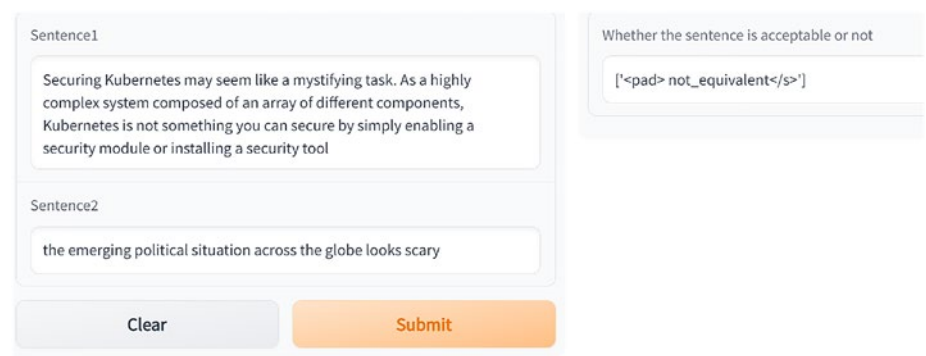 Sentence1
Securing Kubernetes may seem like a mystifying task. As a highly
complex system composed of an array of different components,
Kubernetes is not something you can secure by simply enabling a
security module or installing a security tool
Sentence2
the emerging political situation across the globe looks scary
Clear
Submit
Whether the sentence is acceptable or not
['<pad> not_equivalent</s>']